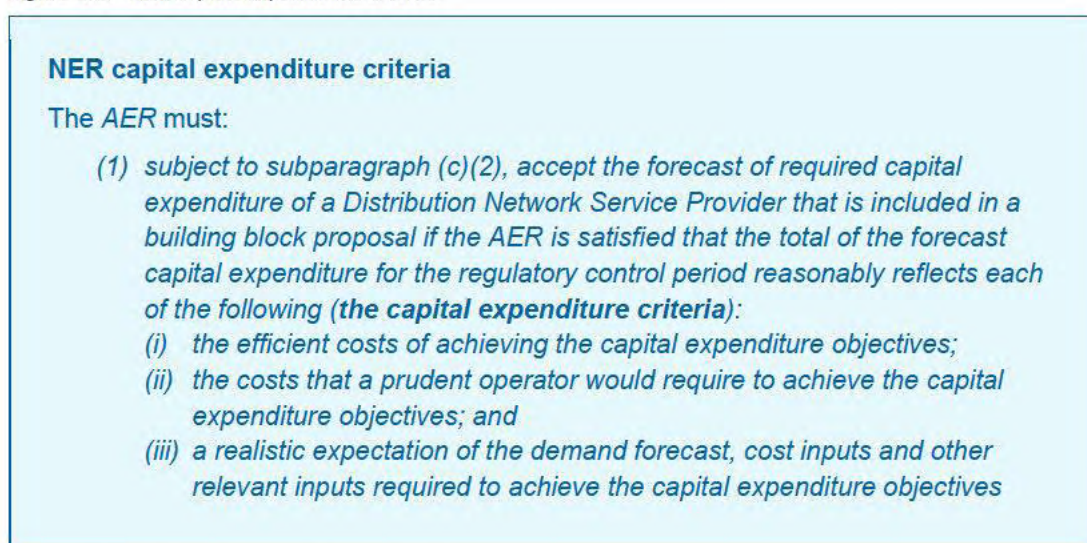 NER capital expenditure criteria
The AER must:
(1) subject to subparagraph (c)(2), accept the forecast of required capital
expenditure of a Distribution Network Service Provider that is included in a
building block proposal if the AER is satisfied that the total of the forecast
capital expenditure for the regulatory control period reasonably reflects each
of the following (the capital expenditure criteria):
(i) the efficient costs of achieving the capital expenditure objectives;
(ii) the costs that a prudent operator would require to achieve the capital
expenditure objectives; and
(iii) a realistic expectation of the demand forecast, cost inputs and other
relevant inputs required to achieve the capital expenditure objectives